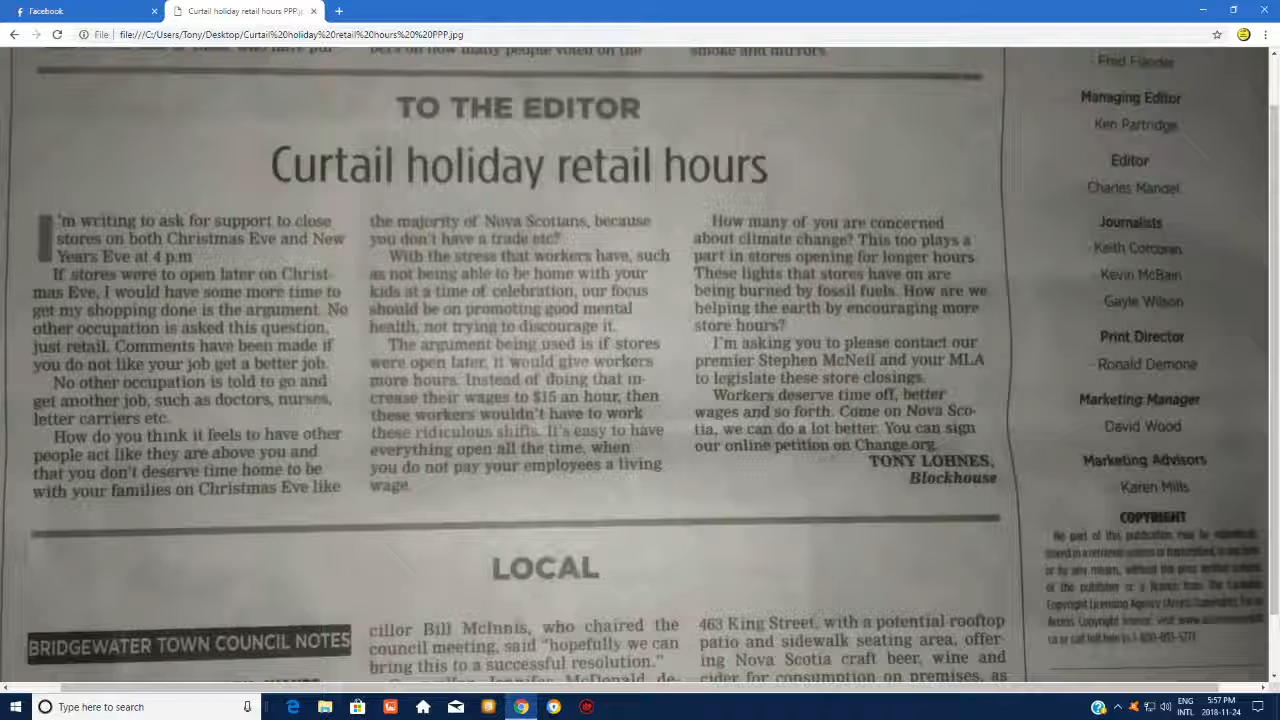 Facebook
Curtail holiday retail hours PPP.jp
File
file:///C:/Users/Tony/Desktop/Curtail%20holiday%20retail%20hours%20%20PPP.jpg
smoke and mirrors.
TO THE EDITOR
Curtail holiday retail hours
I'm writing to ask for support to close
stores on both Christmas Eve and New
Years Eve at 4 p.m
If stores were to open later on Christ-
mas Eve, I would have some more time to
get my shopping done is the argument. No
other occupation is asked this question,
just retail. Comments have been made if
you do not like your job get a better job.
No other occupation is told to go and
get another job, such as doctors, nurses,
letter carriers etc.
How do you think it feels to have other
people act like they are above you and
that you don't deserve time home to be
with your families on Christmas Eve like
the majority of Nova Scotians, because
you don't have a trade etc?
With the stress that workers have, such
as not being able to be home with your
kids at a time of celebration, our focus
should be on promoting good mental
health, not trying to discourage it.
The argument being used is if stores
were open later, it would give workers
more hours. Instead of doing that in-
crease their wages to $15 an hour, then
these workers wouldn't have to work
these ridiculous shifts. It's easy to have
everything open all the time, when
you do not pay your employees a living
wage.
How many of you are concerned
about climate change? This too plays a
part in stores opening for longer hours.
These lights that stores have on are
being burned by fossil fuels. How are we
helping the earth by encouraging more
store hours?
I'm asking you to please contact our
premier Stephen McNeil and your MLA
to legislate these store closings.
Workers deserve time off, better
wages and so forth. Come on Nova Sco-
tia, we can do a lot better. You can sign
our online petition on Change.org.
TONY LOHNES,
Blockhouse
Managing Editor
Ken Partridge
Editor
Charles Mandel
Journalists
Keith Corcoran
Kevin McBain
Gayle Wilson
Print Director
Ronald Demone
Marketing Manager
David Wood
Marketing Advisors
Karen Mills
COPYRIGHT
No part of this publication may be
LOCAL
BRIDGEWATER TOWN COUNCIL NOTES
cillor Bill McInnis, who chaired the
council meeting, said "hopefully we can
bring this to a successful resolution."
463 King Street, with a potential rooftop
patio and sidewalk seating area, offer-
ing Nova Scotia craft beer, wine and
cider for consumption on premises, as
Type here to search
ENG
INTL
5:57 PM
2018-11-24